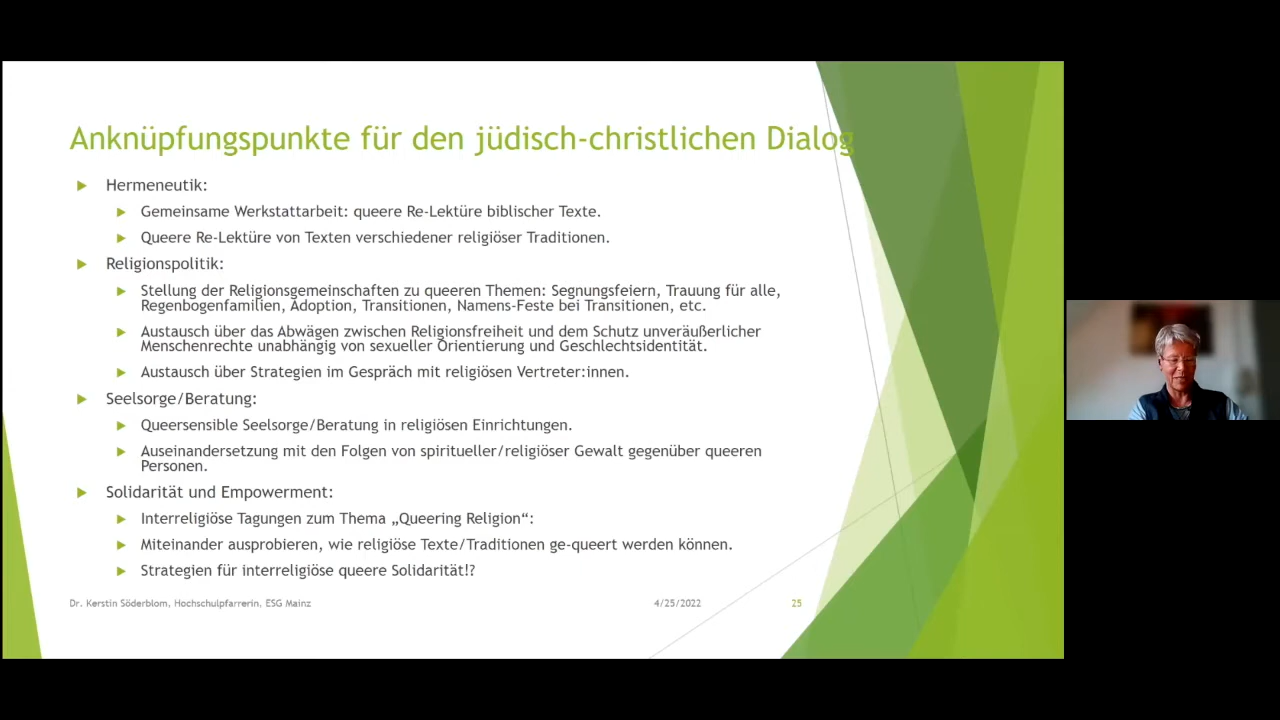 Anknüpfungspunkte für den jüdisch-christlichen Dialog
Hermeneutik:
Gemeinsame Werkstattarbeit: queere Re-Lektüre biblischer Texte.
Queere Re-Lektüre von Texten verschiedener religiöser Traditionen.
Religionspolitik:
Stellung der Religionsgemeinschaften zu queeren Themen: Segnungsfeiern, Trauung für alle,
Regenbogenfamilien, Adoption, Transitionen, Namens-Feste bei Transitionen, etc.
Austausch über das Abwägen zwischen Religionsfreiheit und dem Schutz unveräußerlicher
Menschenrechte unabhängig von sexueller Orientierung und Geschlechtsidentität.
Austausch über Strategien im Gespräch mit religiösen Vertreter:innen.
Seelsorge/Beratung:
Queersensible Seelsorge/Beratung in religiösen Einrichtungen.
Auseinandersetzung mit den Folgen von spiritueller/religiöser Gewalt gegenüber queeren
Personen.
Solidarität und Empowerment:
Interreligiöse Tagungen zum Thema „Queering Religion“:
Miteinander ausprobieren, wie religiöse Texte/Traditionen ge-queert werden können.
Strategien für interreligiöse queere Solidarität!?
Dr. Kerstin Söderblom, Hochschulpfarrerin, ESG Mainz 4/25/2022 25